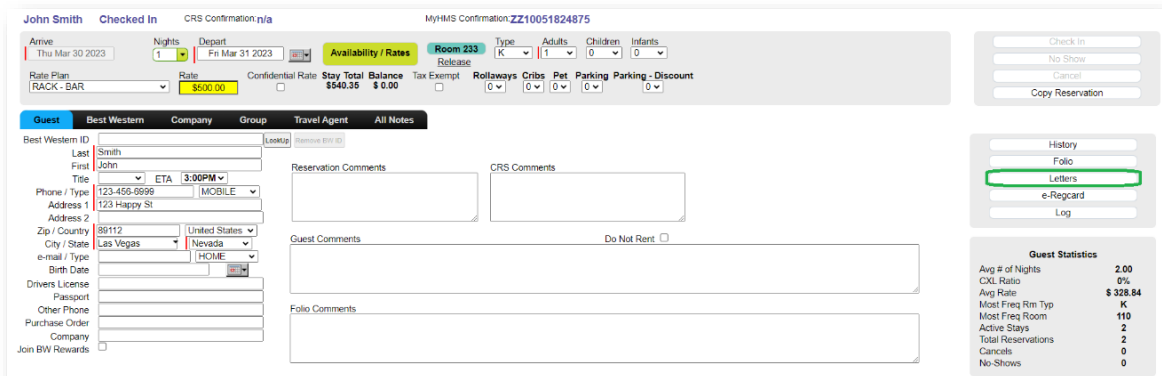 John Smith Checked In CRS Confirmation:n/a MyHMS Confirmation:ZZ10051824875
Arrive Nights Depart Type Adults Children Infants
Thu Mar 30 2023 1 Fri Mar 31 2023 Availability / Rates Room 233 K 1 0 0
Release
Rate Plan Rate Confidential Rate Stay Total Balance Tax Exempt Rollaways Cribs Pet Parking Parking - Discount
RACK - BAR $500.00 $540.35 $ 0.00 0 0 0 0
Check In
No Show
Cancel
Copy Reservation
Guest Best Western Company Group Travel Agent All Notes
Best Western ID LookUp Remove BW ID
Last Smith
First John
Title ETA 3:00PM
Phone / Type 123-456-6999 MOBILE
Address 1 123 Happy St
Address 2
Zip / Country 89112 United States
City / State Las Vegas Nevada
e-mail / Type HOME
Birth Date
Drivers License
Passport
Other Phone
Purchase Order
Company
Join BW Rewards
Reservation Comments CRS Comments
Guest Comments Do Not Rent
Folio Comments
History
Folio
Letters
e-Regcard
Log
Guest Statistics
Avg # of Nights 2.00
CXL Ratio 0%
Avg Rate $ 328.84
Most Freq Rm Typ K
Most Freq Room 110
Active Stays 2
Total Reservations 2
Cancels 0
No-Shows 0